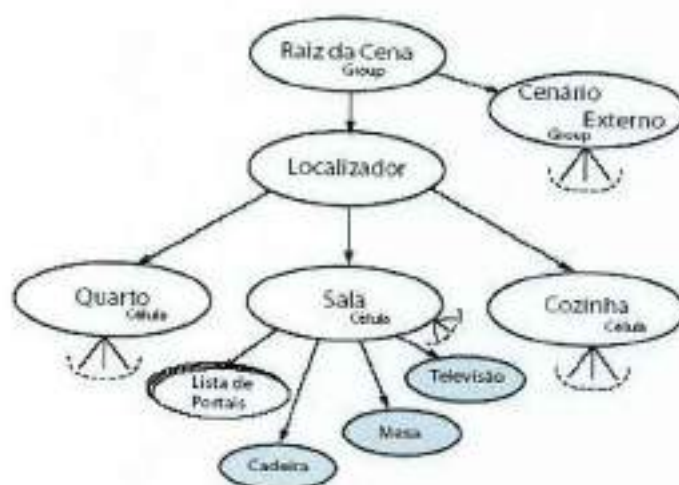 Raiz da Cena
Group
Cenário
Externo
Group
Localizador
Quarto
Célula
Sala
Célula
Cozinha
Célula
Lista de
Portais
Televisão
Mesa
Cadeira